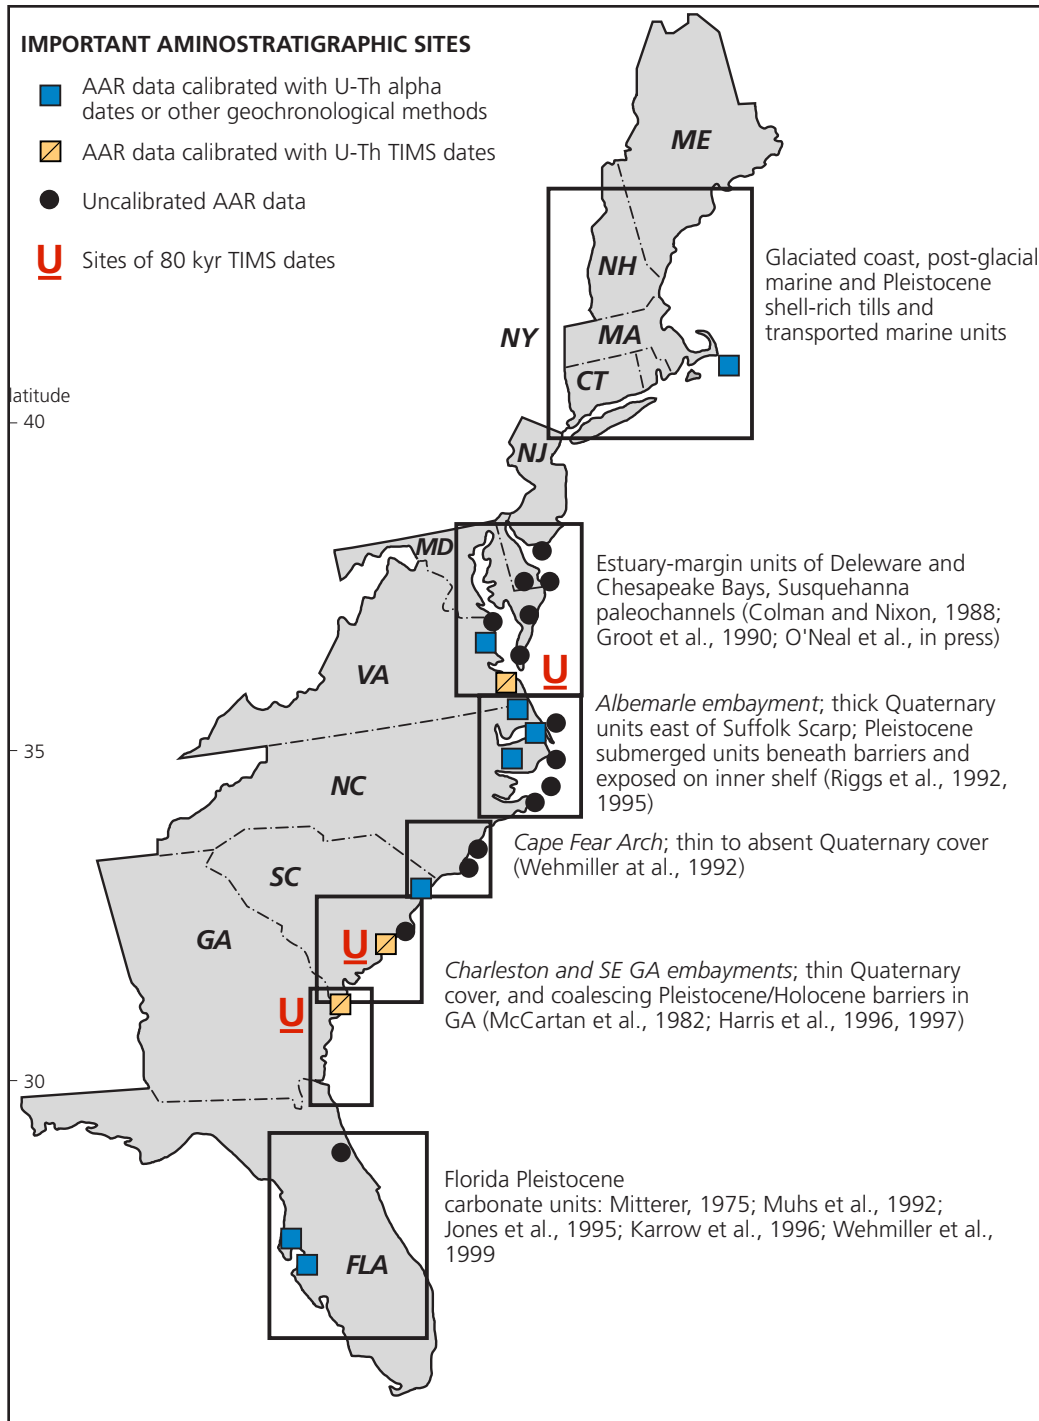 IMPORTANT AMINOSTRATIGRAPHIC SITES
AAR data calibrated with U-Th alpha
dates or other geochronological methods
AAR data calibrated with U-Th TIMS dates
Uncalibrated AAR data
U
Sites of 80 kyr TIMS dates
ME
NH
Glaciated coast, post-glacial
marine and Pleistocene
shell-rich tills and
transported marine units
NY
MA
CT
latitude
40
NJ
MD
Estuary-margin units of Deleware and
Chesapeake Bays, Susquehanna
paleochannels (Colman and Nixon, 1988;
Groot et al., 1990; O'Neal et al., in press)
U
VA
Albemarle embayment; thick Quaternary
units east of Suffolk Scarp; Pleistocene
submerged units beneath barriers and
exposed on inner shelf (Riggs et al., 1992,
1995)
35
NC
Cape Fear Arch; thin to absent Quaternary cover
(Wehmiller at al., 1992)
SC
GA
U
Charleston and SE GA embayments; thin Quaternary
cover, and coalescing Pleistocene/Holocene barriers in
GA (McCartan et al., 1982; Harris et al., 1996, 1997)
U
30
Florida Pleistocene
carbonate units: Mitterer, 1975; Muhs et al., 1992;
Jones et al., 1995; Karrow et al., 1996; Wehmiller et al.,
1999
FLA